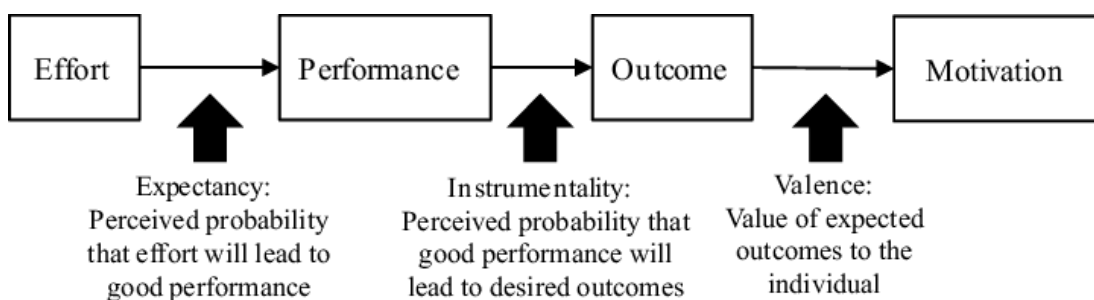 Effort
Performance
Outcome
Motivation
Expectancy:
Perceived probability
that effort will lead to
good performance
Instrumentality:
Perceived probability that
good performance will
lead to desired outcomes
Valence:
Value of expected
outcomes to the
individual